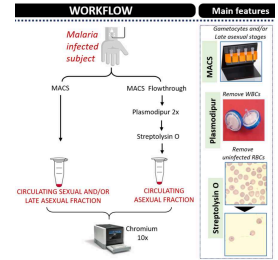 WORKFLOW
Main features
Malaria
infected
subject
MACS
MACS Flowthrough
Plasmodipur 2x
Streptolysin O
CIRCULATING SEXUAL AND/OR
LATE ASEXUAL FRACTION
CIRCULATING
ASEXUAL FRACTION
Chromium
10x
Gametocytes and/or
Late asexual stages
MACS
Remove WBCs
Plasmodipur
Remove
uninfected RBCs
Streptolysin O